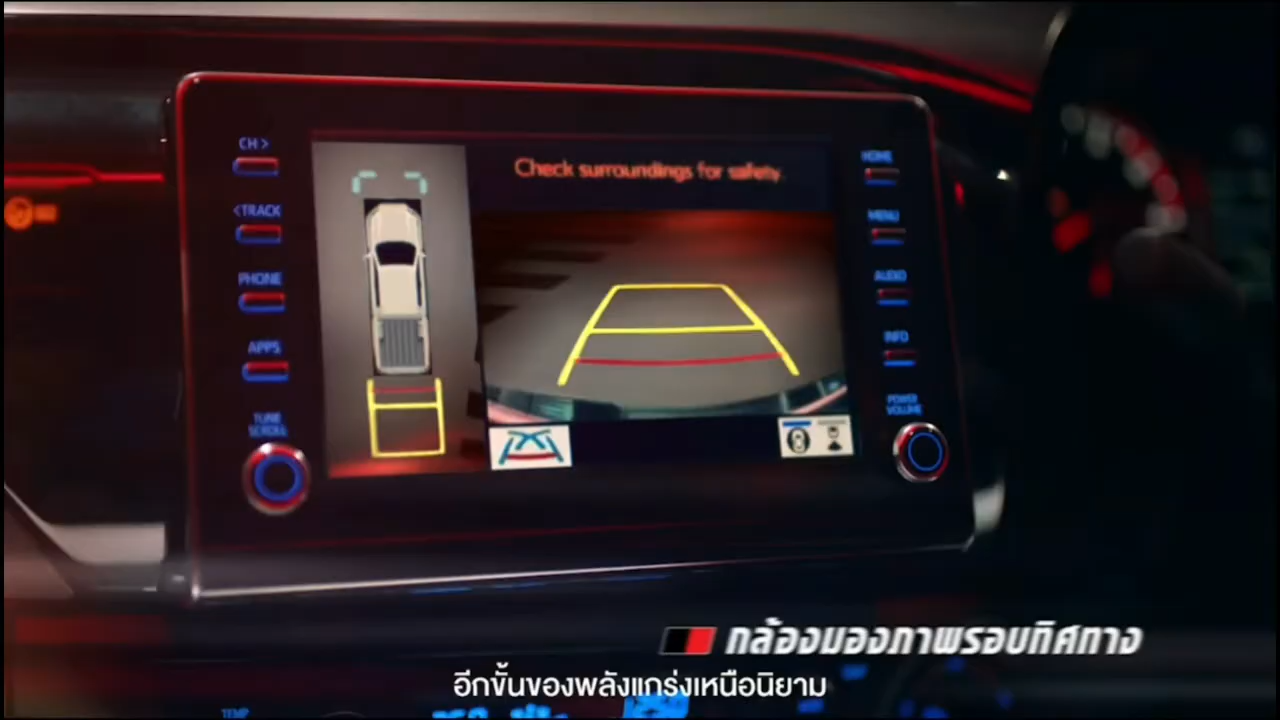 CH >
<TRACK
PHONE
APPS
TUNE
SCROLL
Check surroundings for safety.
HOME
MENU
AUDIO
INFO
POWER
VOLUME
กล้องมองภาพรอบทิศทาง
อีกขั้นของพลังแกร่งเหนือนิยาม
TEMP